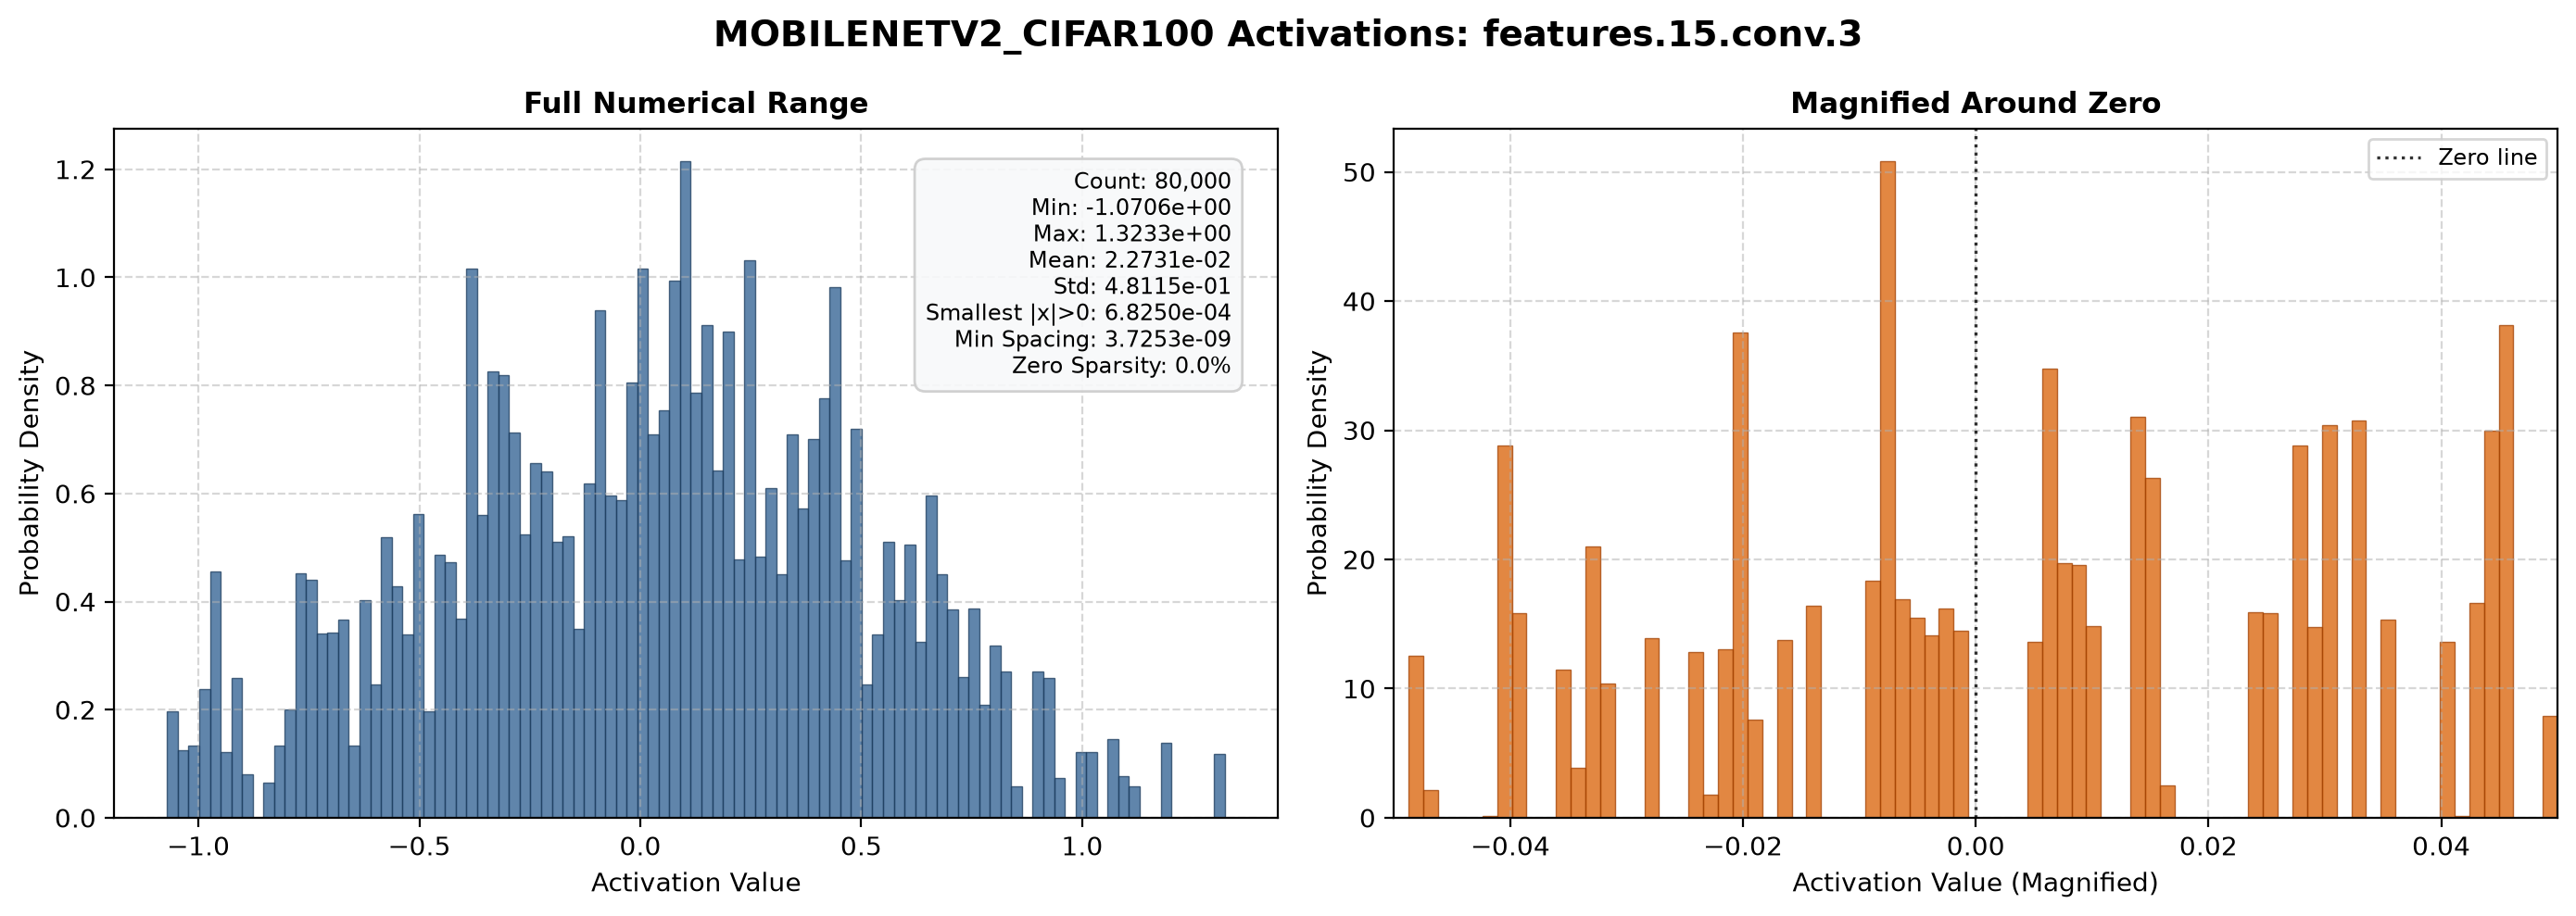 MOBILENETV2_CIFAR100 Activations: features.15.conv.3
Full Numerical Range
1.2
1.0
0.8
0.6
0.4
0.2
0.0
Probability Density
−1.0
−0.5
0.0
0.5
1.0
Activation Value
Count: 80,000
Min: -1.0706e+00
Max: 1.3233e+00
Mean: 2.2731e-02
Std: 4.8115e-01
Smallest |x|>0: 6.8250e-04
Min Spacing: 3.7253e-09
Zero Sparsity: 0.0%
Magnified Around Zero
Zero line
50
40
30
20
10
0
Probability Density
−0.04
−0.02
0.00
0.02
0.04
Activation Value (Magnified)